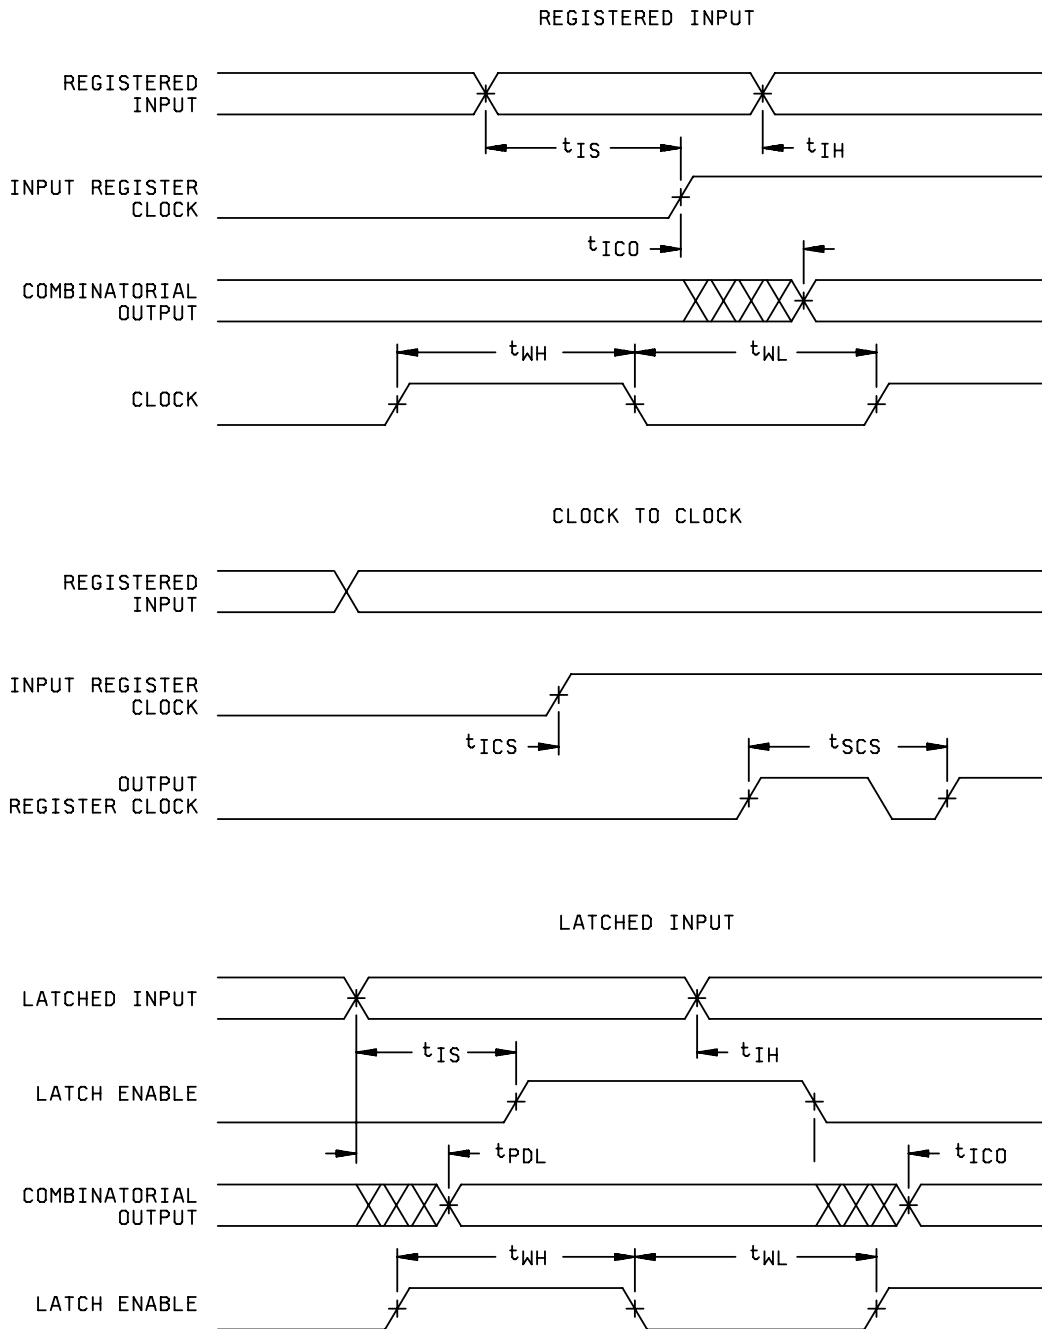 REGISTERED INPUT
REGISTERED
INPUT
tIS
tIH
INPUT REGISTER
CLOCK
tICO
COMBINATORIAL
OUTPUT
tWH
tWL
CLOCK
CLOCK TO CLOCK
REGISTERED
INPUT
INPUT REGISTER
CLOCK
tICS
tSCS
OUTPUT
REGISTER CLOCK
LATCHED INPUT
LATCHED INPUT
tIS
tIH
LATCH ENABLE
tPDL
tICO
COMBINATORIAL
OUTPUT
tWH
tWL
LATCH ENABLE